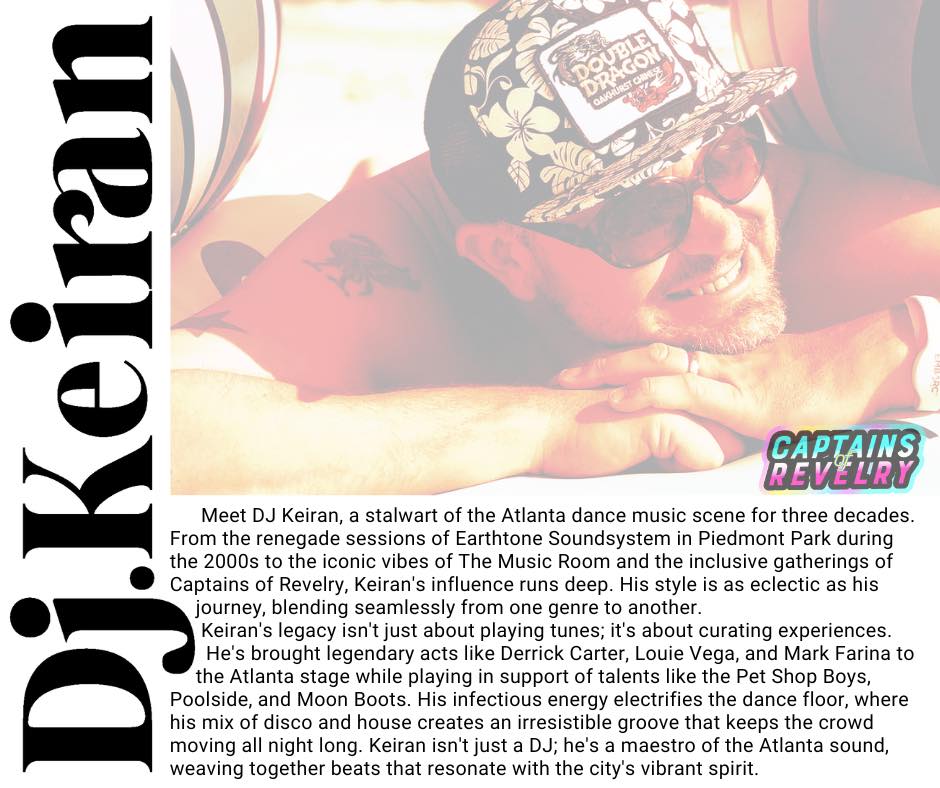 Dj.Keiran
DOUBLE
DRAGON
OAKHURST CHINESE
CAPTAINS
of
REVELRY
Meet DJ Keiran, a stalwart of the Atlanta dance music scene for three decades.
From the renegade sessions of Earthtone Soundsystem in Piedmont Park during
the 2000s to the iconic vibes of The Music Room and the inclusive gatherings of
Captains of Revelry, Keiran's influence runs deep. His style is as eclectic as his
journey, blending seamlessly from one genre to another.
Keiran's legacy isn't just about playing tunes; it's about curating experiences.
He's brought legendary acts like Derrick Carter, Louie Vega, and Mark Farina to
the Atlanta stage while playing in support of talents like the Pet Shop Boys,
Poolside, and Moon Boots. His infectious energy electrifies the dance floor, where
his mix of disco and house creates an irresistible groove that keeps the crowd
moving all night long. Keiran isn't just a DJ; he's a maestro of the Atlanta sound,
weaving together beats that resonate with the city's vibrant spirit.